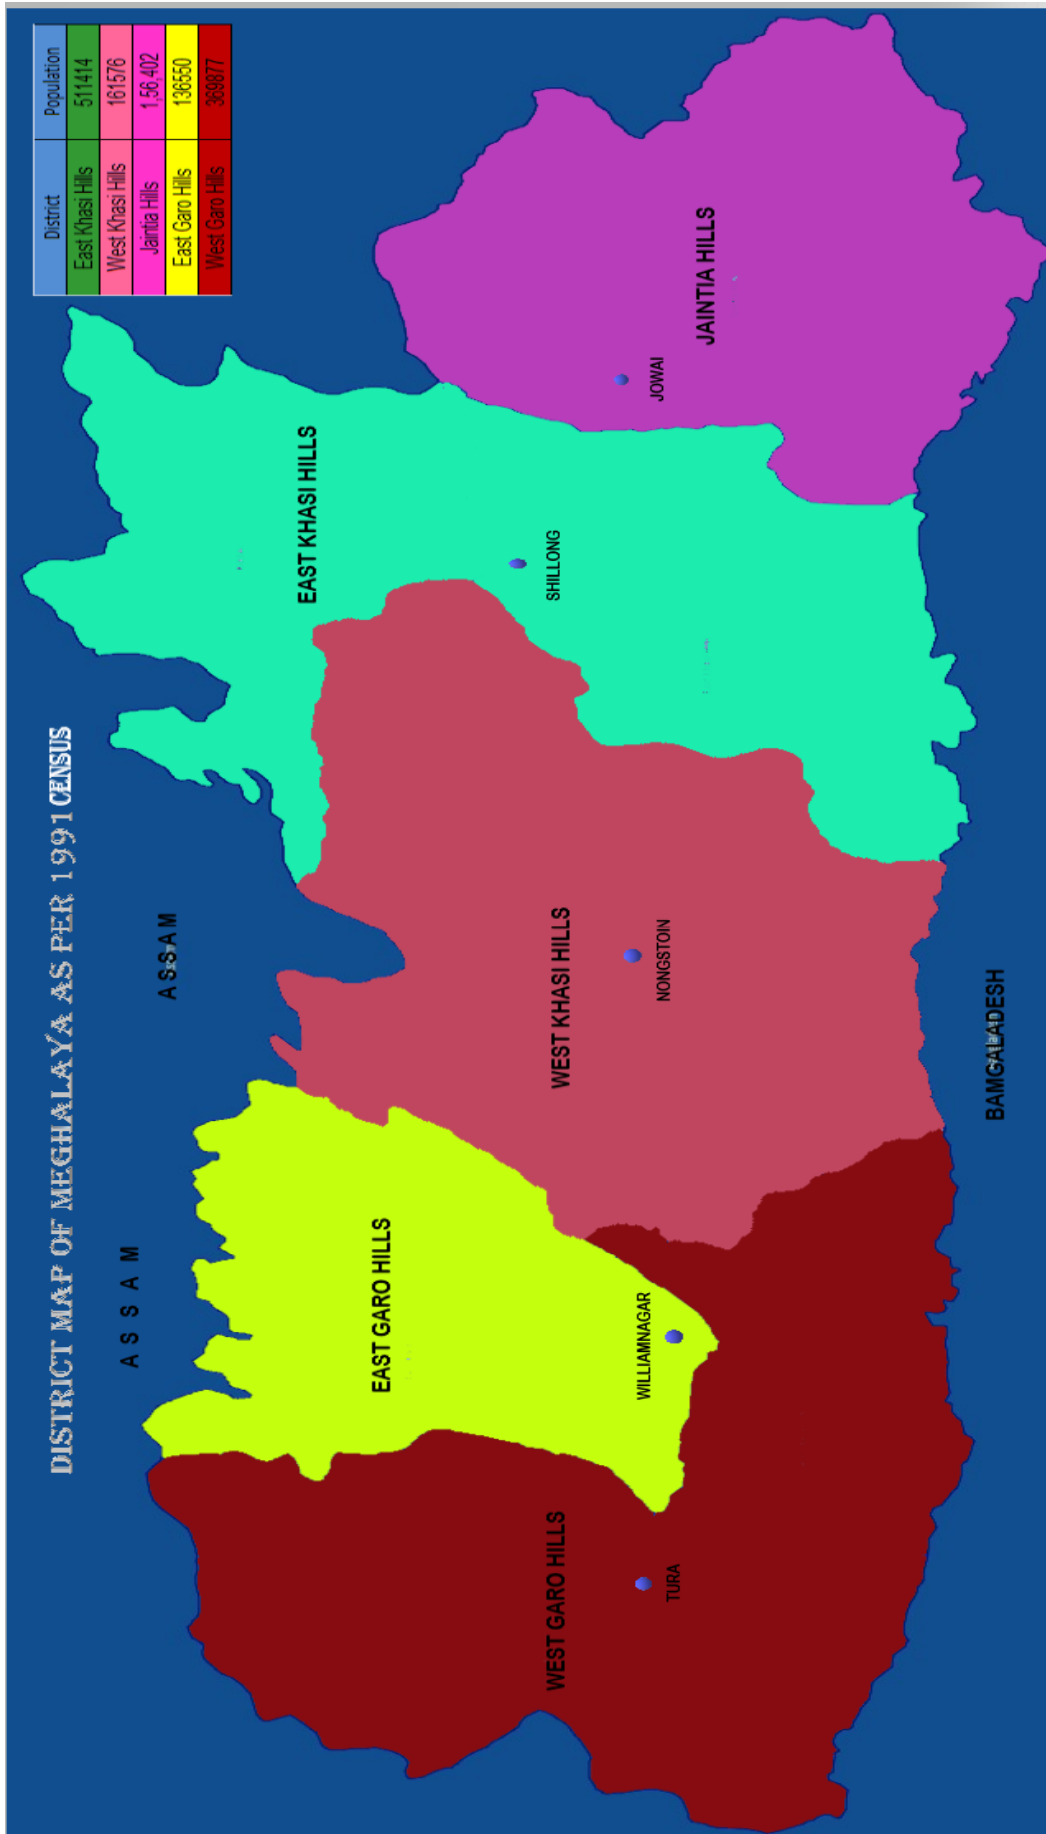 DISTRICT MAP OF MEGHALAYA AS PER 1991 CENSUS
District Population
East Khasi Hills 511414
West Khasi Hills 161576
Jaintia Hills 1,56,402
East Garo Hills 136550
West Garo Hills 369877
A S S A M
A S S A M
EAST KHASI HILLS
EAST GARO HILLS
SHILLONG
WEST GARO HILLS
WEST KHASI HILLS
WILLIAMNAGAR
JOWAI
NONGSTOIN
TURA
JAINTIA HILLS
BAMGALADESH